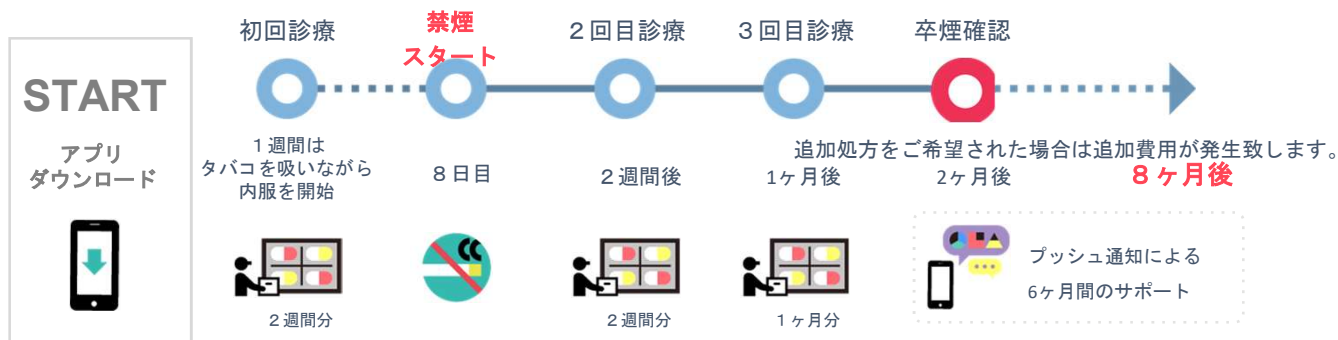 START
アプリ
ダウンロード
初回診療
1週間は
タバコを吸いながら
内服を開始
2週間分
禁煙
スタート
8日目
2回目診療
2週間後
2週間分
3回目診療
1ヶ月後
1ヶ月分
卒煙確認
追加処方をご希望された場合は追加費用が発生致します。
2ヶ月後
8ヶ月後
プッシュ通知による
6ヶ月間のサポート